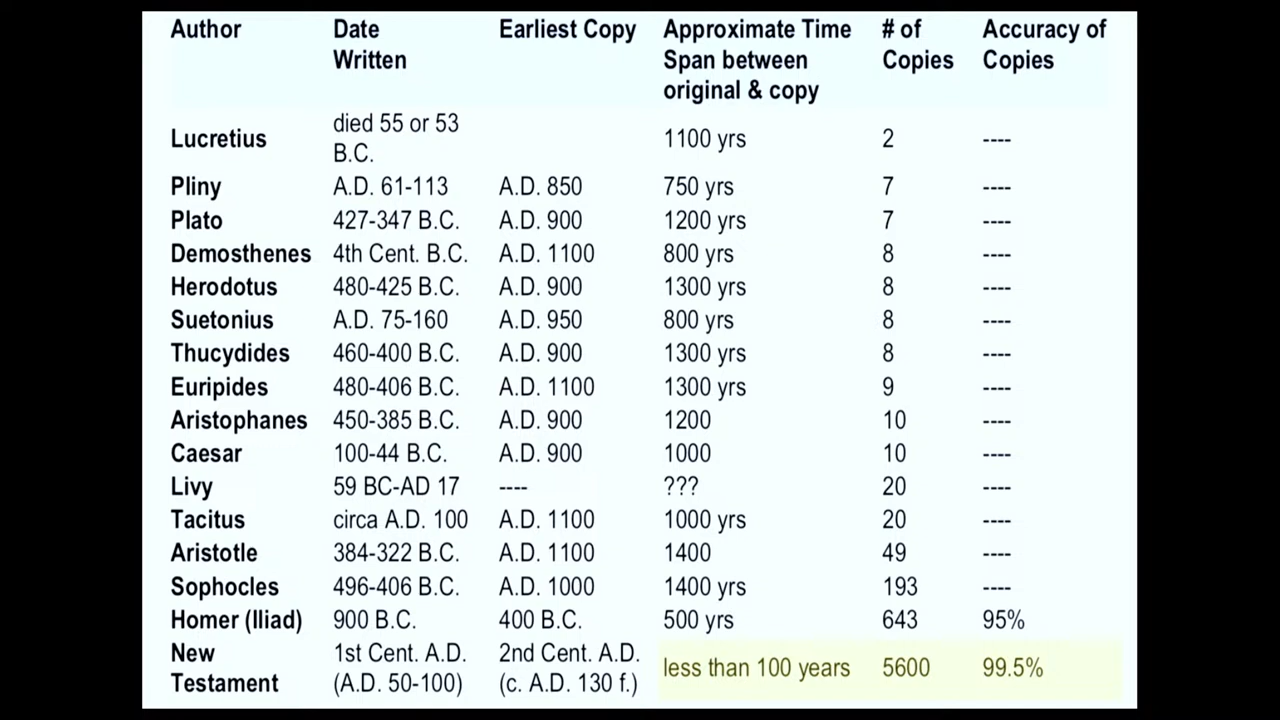 Author Date Written Earliest Copy Approximate Time Span between original & copy # of Copies Accuracy of Copies
Lucretius died 55 or 53 B.C. 1100 yrs 2 ----
Pliny A.D. 61-113 A.D. 850 750 yrs 7 ----
Plato 427-347 B.C. A.D. 900 1200 yrs 7 ----
Demosthenes 4th Cent. B.C. A.D. 1100 800 yrs 8 ----
Herodotus 480-425 B.C. A.D. 900 1300 yrs 8 ----
Suetonius A.D. 75-160 A.D. 950 800 yrs 8 ----
Thucydides 460-400 B.C. A.D. 900 1300 yrs 8 ----
Euripides 480-406 B.C. A.D. 1100 1300 yrs 9 ----
Aristophanes 450-385 B.C. A.D. 900 1200 10 ----
Caesar 100-44 B.C. A.D. 900 1000 10 ----
Livy 59 BC-AD 17 ---- ??? 20 ----
Tacitus circa A.D. 100 A.D. 1100 1000 yrs 20 ----
Aristotle 384-322 B.C. A.D. 1100 1400 49 ----
Sophocles 496-406 B.C. A.D. 1000 1400 yrs 193 ----
Homer (Iliad) 900 B.C. 400 B.C. 500 yrs 643 95%
New Testament 1st Cent. A.D. (A.D. 50-100) 2nd Cent. A.D. (c. A.D. 130 f.) less than 100 years 5600 99.5%